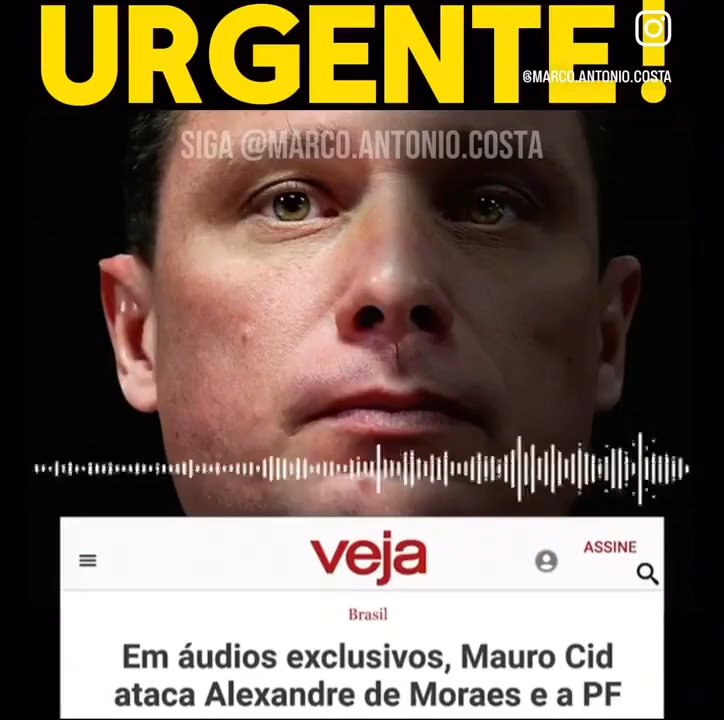 URGENTE!
@MARCO.ANTONIO.COSTA
SIGA @MARCO.ANTONIO.COSTA
veja
ASSINE
Brasil
Em áudios exclusivos, Mauro Cid
ataca Alexandre de Moraes e a PF